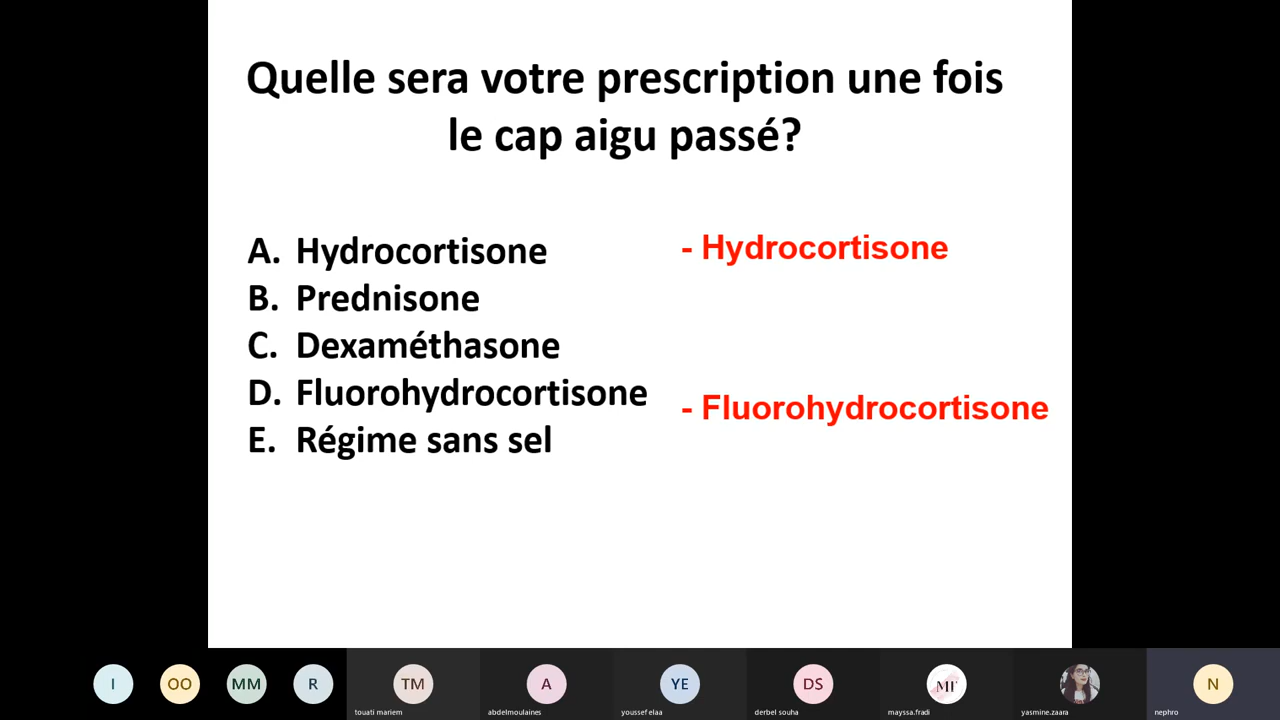 Quelle sera votre prescription une fois
le cap aigu passé?
A. Hydrocortisone
- Hydrocortisone
B. Prednisone
C. Dexaméthasone
D. Fluorohydrocortisone
- Fluorohydrocortisone
E. Régime sans sel
I
OO
MM
R
TM
A
YE
DS
MF
N
touati mariem
abdelmoulaines
youssef elaa
derbel souha
mayssa.fradi
yasmine.zaara
nephro